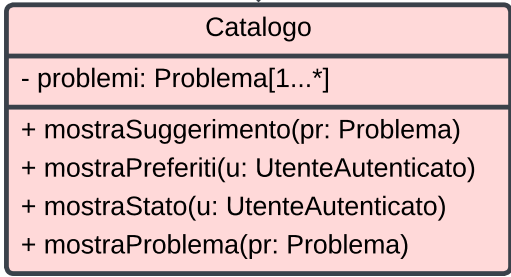 Catalogo
- problemi: Problema[1...*]
+ mostraSuggerimento(pr: Problema)
+ mostraPreferiti(u: UtenteAutenticato)
+ mostraStato(u: UtenteAutenticato)
+ mostraProblema(pr: Problema)